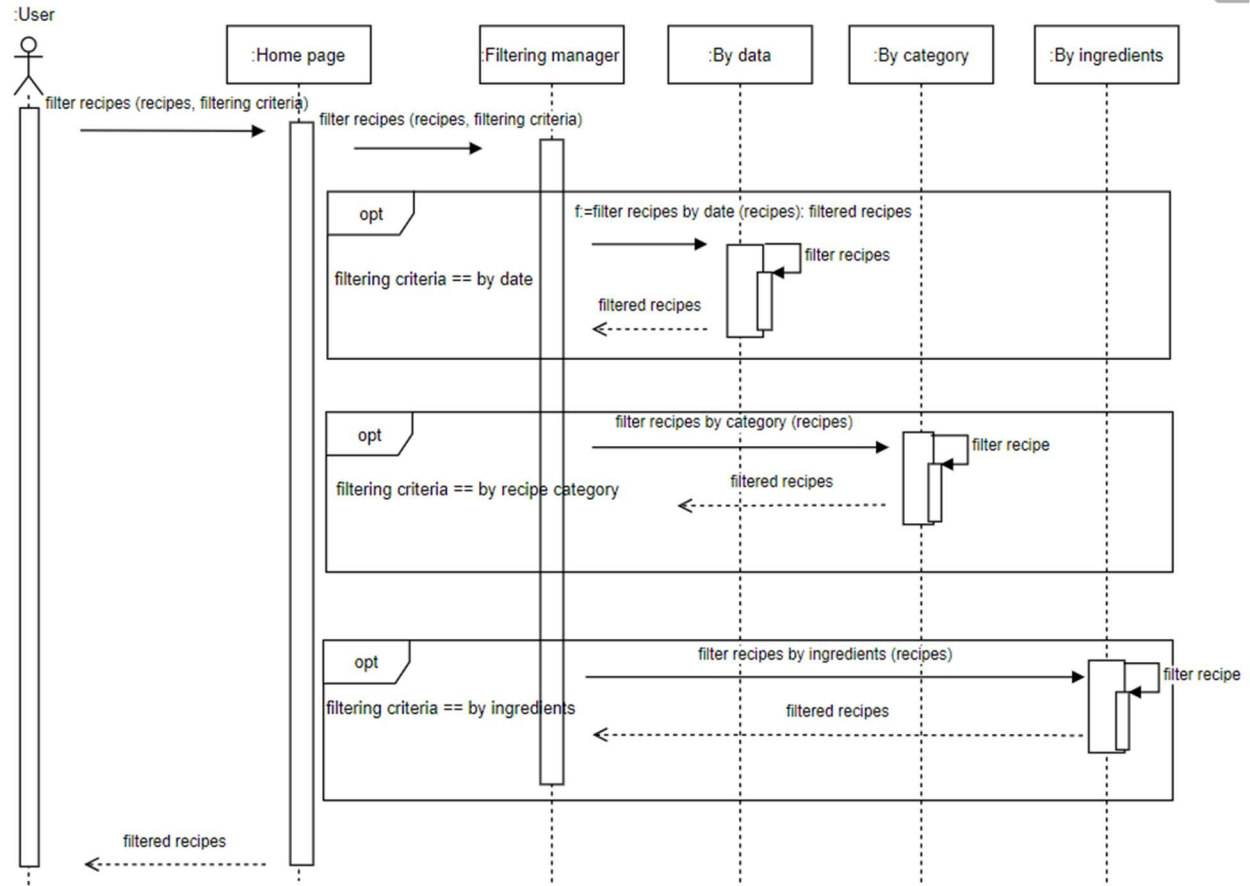 :User
:Home page
:Filtering manager
:By data
:By category
:By ingredients
filter recipes (recipes, filtering criteria)
filter recipes (recipes, filtering criteria)
opt
f:=filter recipes by date (recipes): filtered recipes
filter recipes
filtering criteria == by date
filtered recipes
opt
filter recipes by category (recipes)
filter recipe
filtering criteria == by recipe category
filtered recipes
opt
filter recipes by ingredients (recipes)
filter recipe
filtering criteria == by ingredients
filtered recipes
filtered recipes